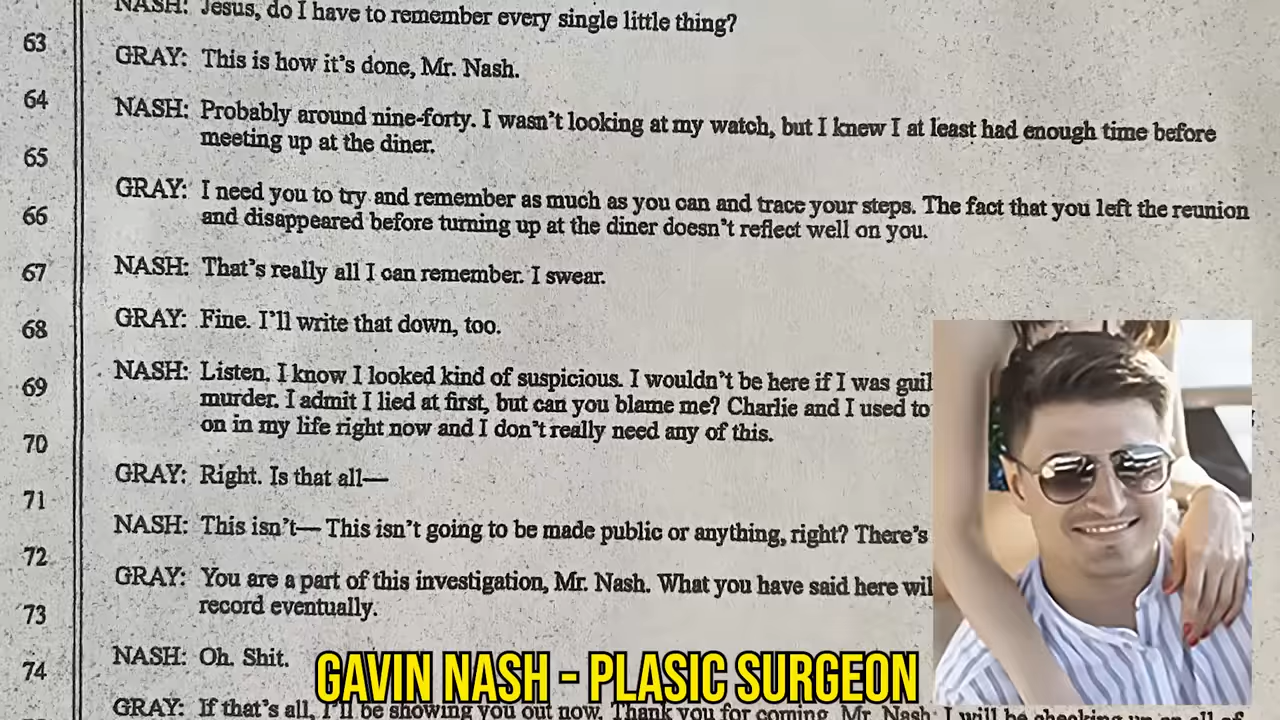 NASH: Jesus, do I have to remember every single little thing?
63
GRAY: This is how it's done, Mr. Nash.
64
NASH: Probably around nine-forty. I wasn't looking at my watch, but I knew I at least had enough time before
meeting up at the diner.
65
GRAY: I need you to try and remember as much as you can and trace your steps. The fact that you left the reunion
66
and disappeared before turning up at the diner doesn't reflect well on you.
67
NASH: That's really all I can remember. I swear.
68
GRAY: Fine. I'll write that down, too.
69
NASH: Listen, I know I looked kind of suspicious. I wouldn't be here if I was guil
murder. I admit I lied at first, but can you blame me? Charlie and I used to
70
on in my life right now and I don't really need any of this.
GRAY: Right. Is that all—
71
NASH: This isn't— This isn't going to be made public or anything, right? There's
72
GRAY: You are a part of this investigation, Mr. Nash. What you have said here wil
73
record eventually.
74
NASH: Oh. Shit.
GAVIN NASH - PLASIC SURGEON
GRAY: If that's all, I'll be showing you out now. Thank you for coming, Mr. Nash. I will be checking up on all of